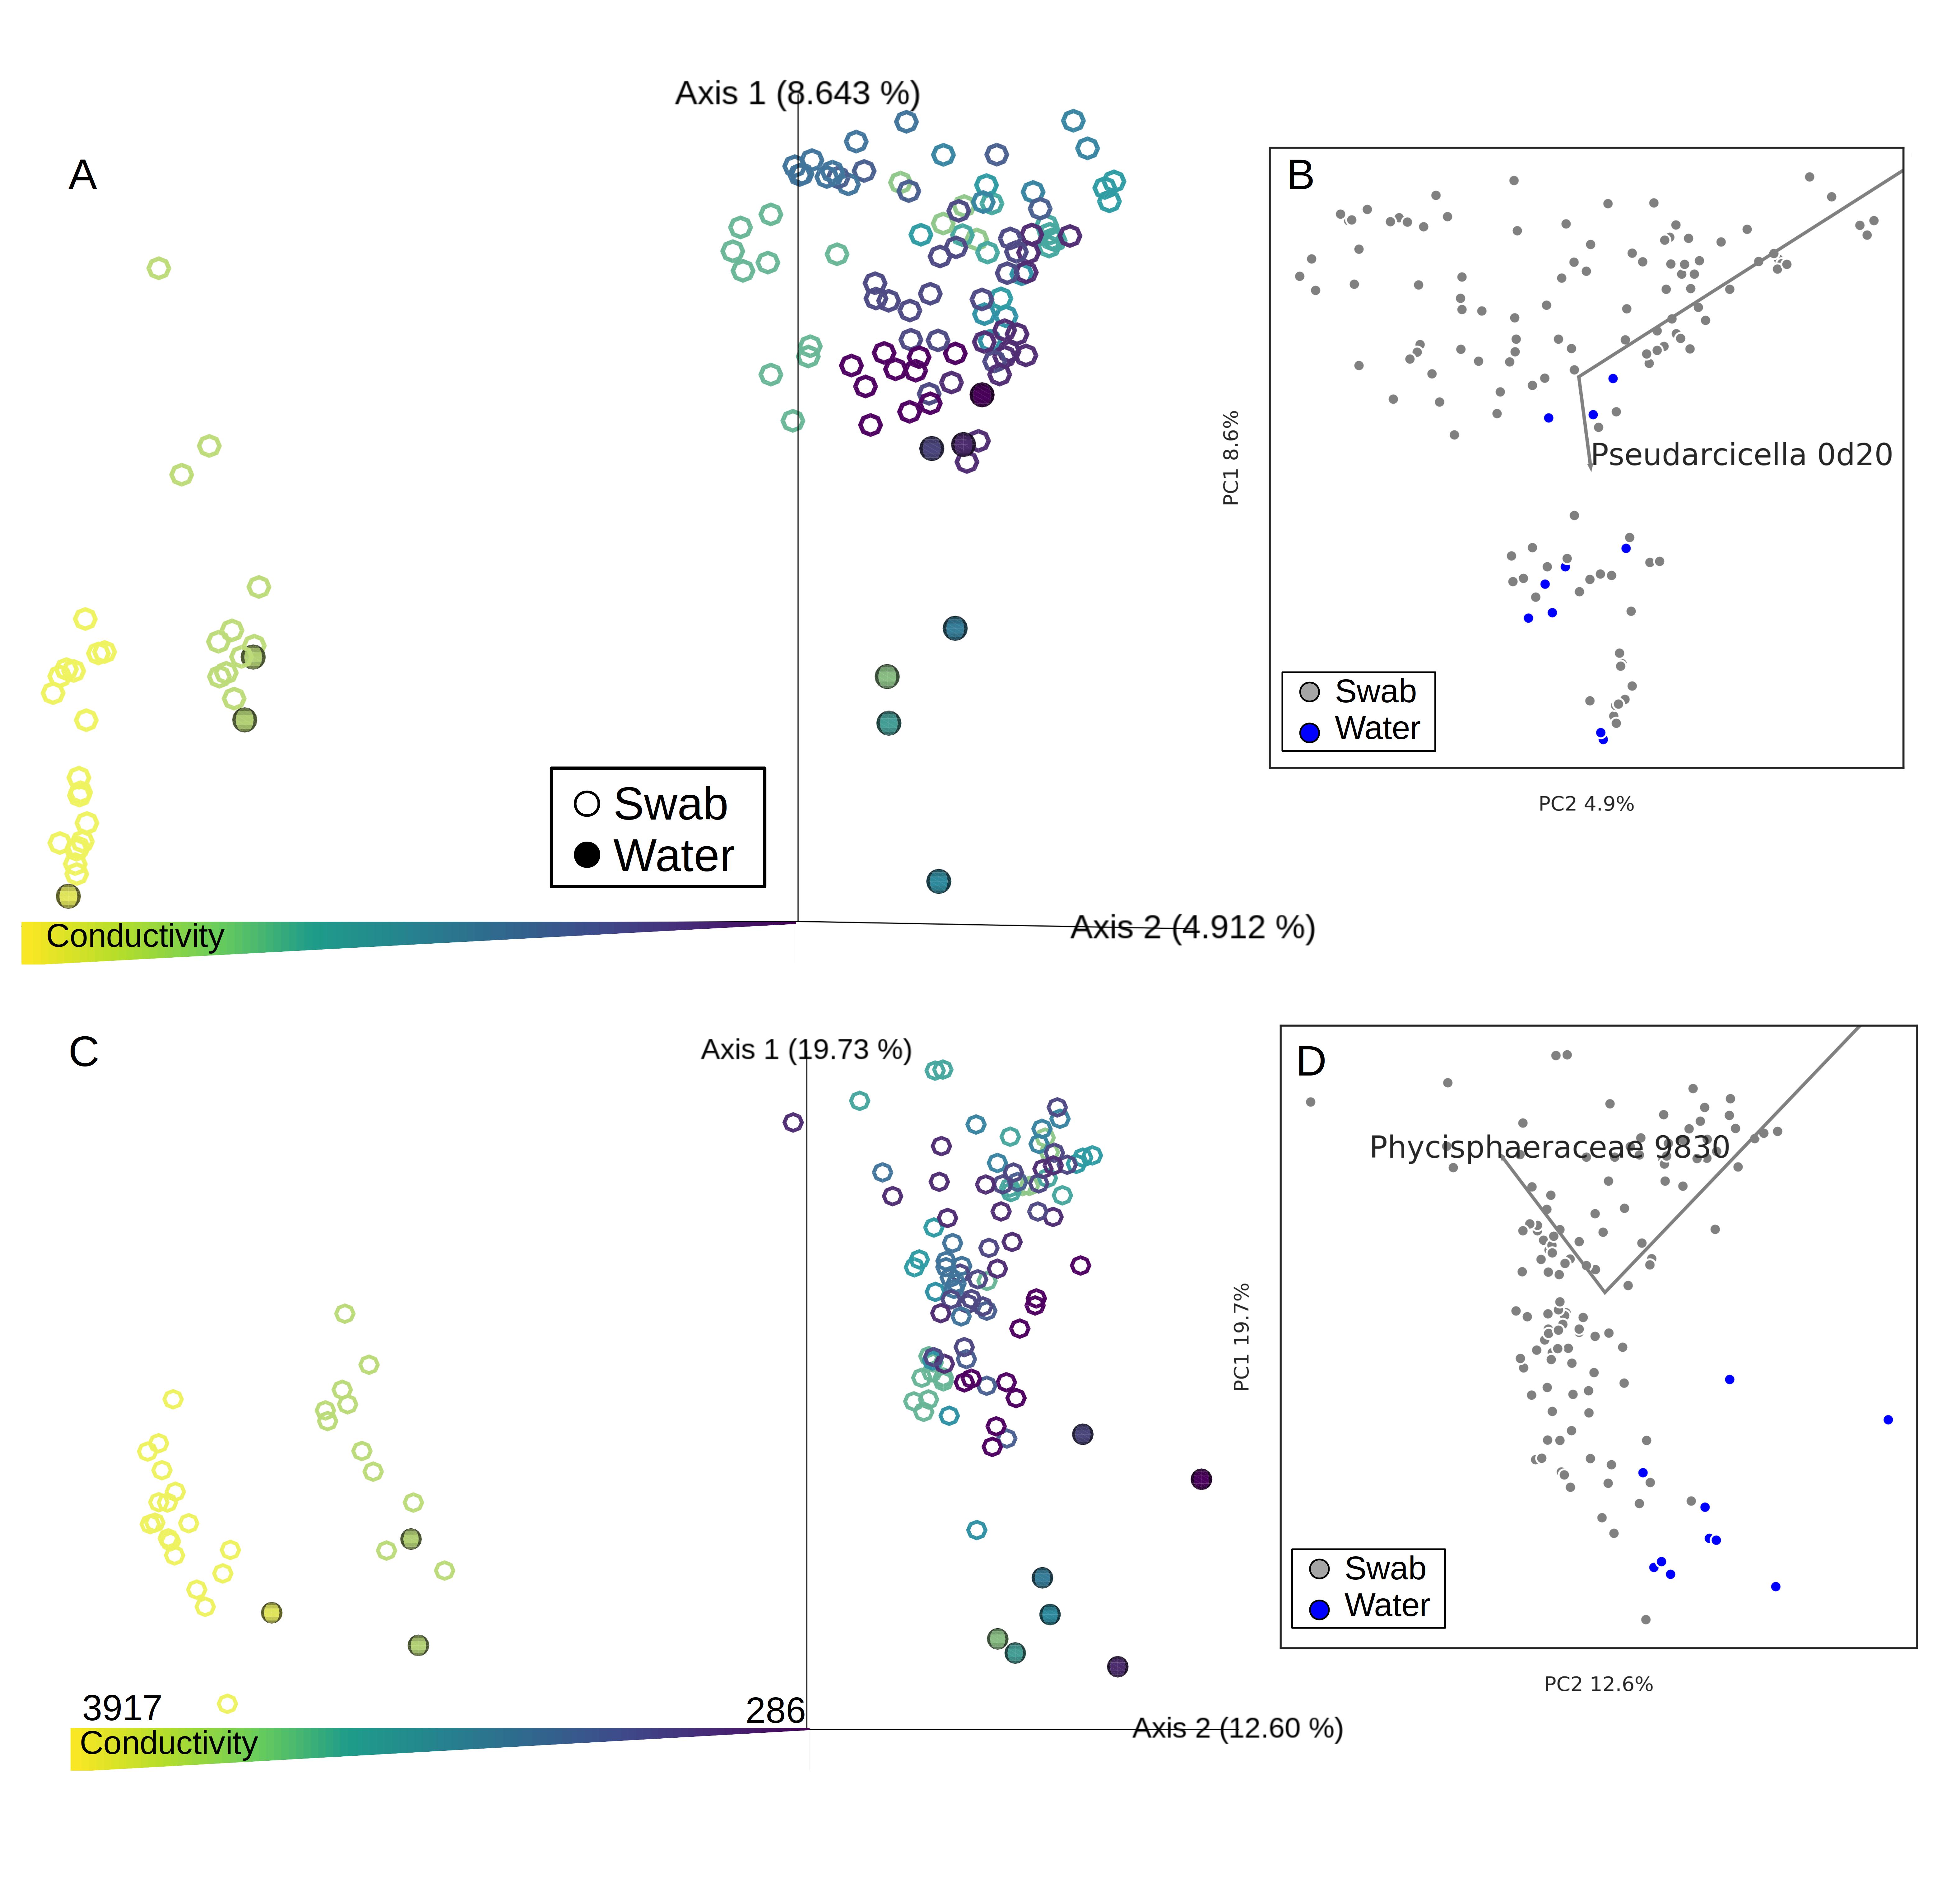 Axis 1 (8.643 %)
A
Swab
Water
Conductivity
Axis 2 (4.912 %)
B
PC1 8.6%
Pseudarcicella 0d20
Swab
Water
PC2 4.9%
C
Axis 1 (19.73 %)
3917
286
Conductivity
Axis 2 (12.60 %)
D
Phycisphaeraceae 9830
PC1 19.7%
Swab
Water
PC2 12.6%